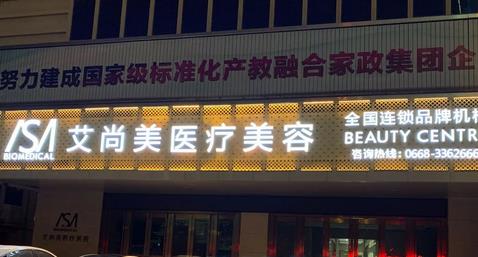 努力建成国家级标准化产教融合家政集团企
ASA 艾尚美医疗美容
BIOMEDICAL
全国连锁品牌机构
BEAUTY CENTR
咨询热线:0668-3362666
ASA
艾尚美医疗美容